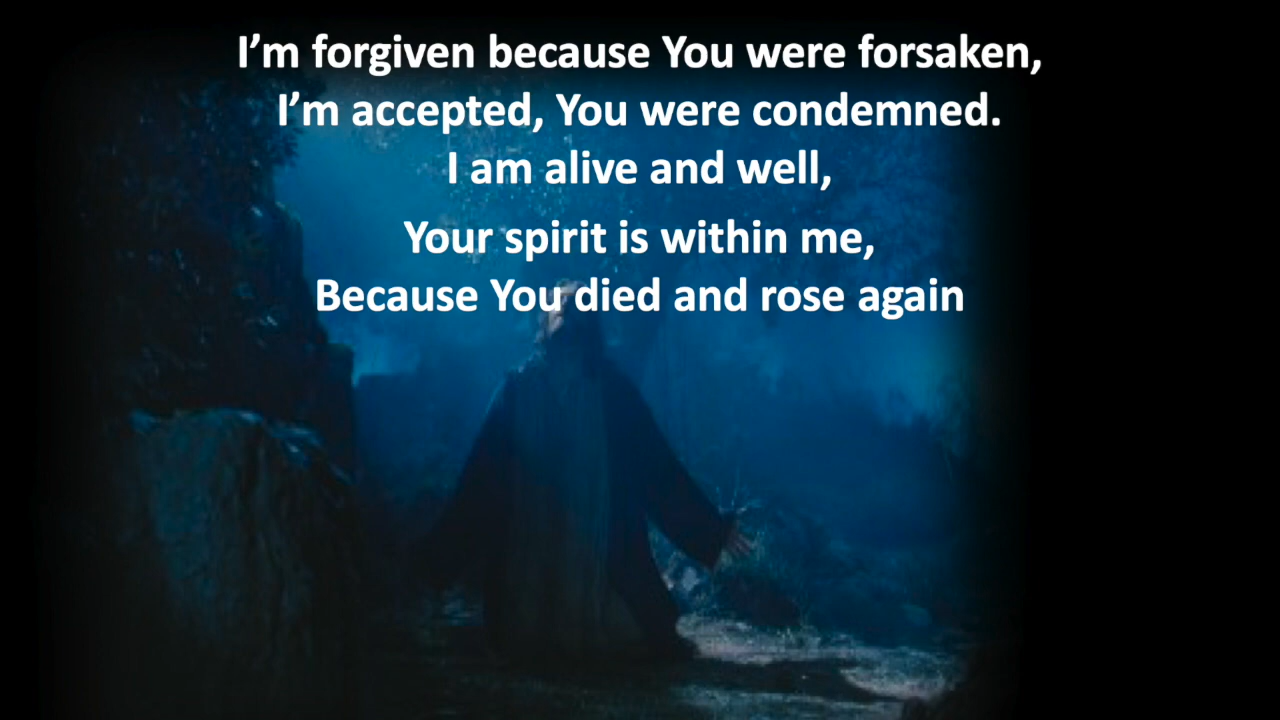 I’m forgiven because You were forsaken,
I’m accepted, You were condemned.
I am alive and well,
Your spirit is within me,
Because You died and rose again